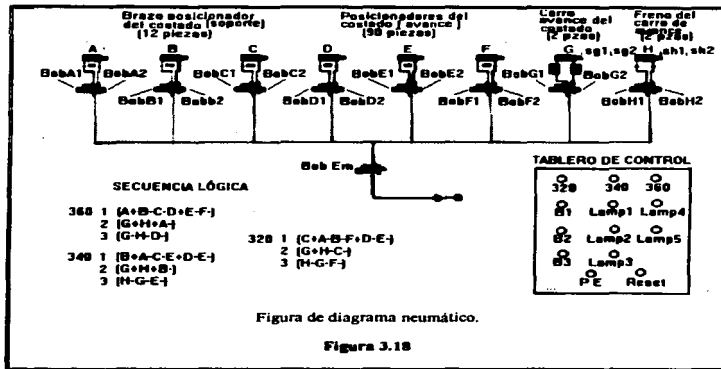 Brazo posicionador del costado (soporte) (12 piezas)
Posicionadores del costado (avance) (90 piezas)
Carro avance del costado (2 pzas)
Freno del carro de avance (2 pzas)
A B C D E F G ,sg1,sg2 H ,sh1,sh2
BobA1 BobA2 BobB1 Babb2 BobC1 BobC2 BobD1 BobD2 BobE1 BobE2 BobF1 BobF2 BobG1 BobG2 BobH1 BobH2
Bob Em
SECUENCIA LÓGICA
360 1 (A+B-C-D+E-F-)
2 (G+H+A-)
3 (G-H-D-)
340 1 (B+A-C-E+D-E-)
2 (G+H+B-)
3 (H-G-E-)
320 1 (C+A-B-F+D-E-)
2 (G+H-C-)
3 (H-G-F-)
TABLERO DE CONTROL
320 340 360
B1 Lamp1 Lamp4
B2 Lamp2 Lamp5
B3 Lamp3
PE Reset
Figura de diagrama neumático.
Figura 3.18